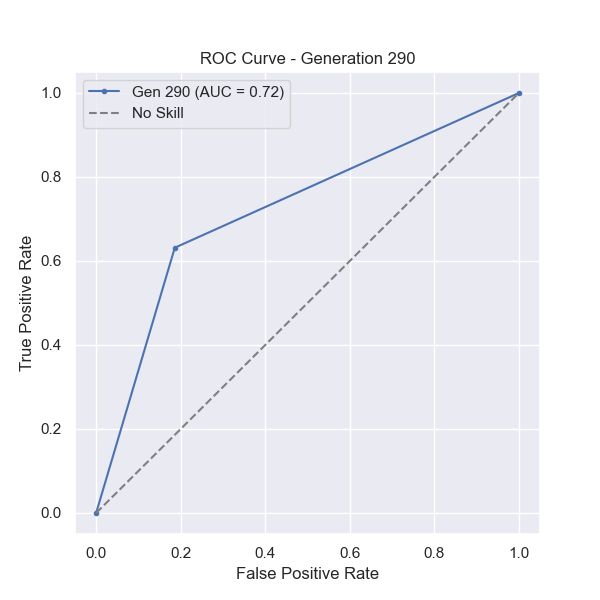 ROC Curve - Generation 290
Gen 290 (AUC = 0.72)
No Skill
True Positive Rate
1.0
0.8
0.6
0.4
0.2
0.0
0.0 0.2 0.4 0.6 0.8 1.0
False Positive Rate